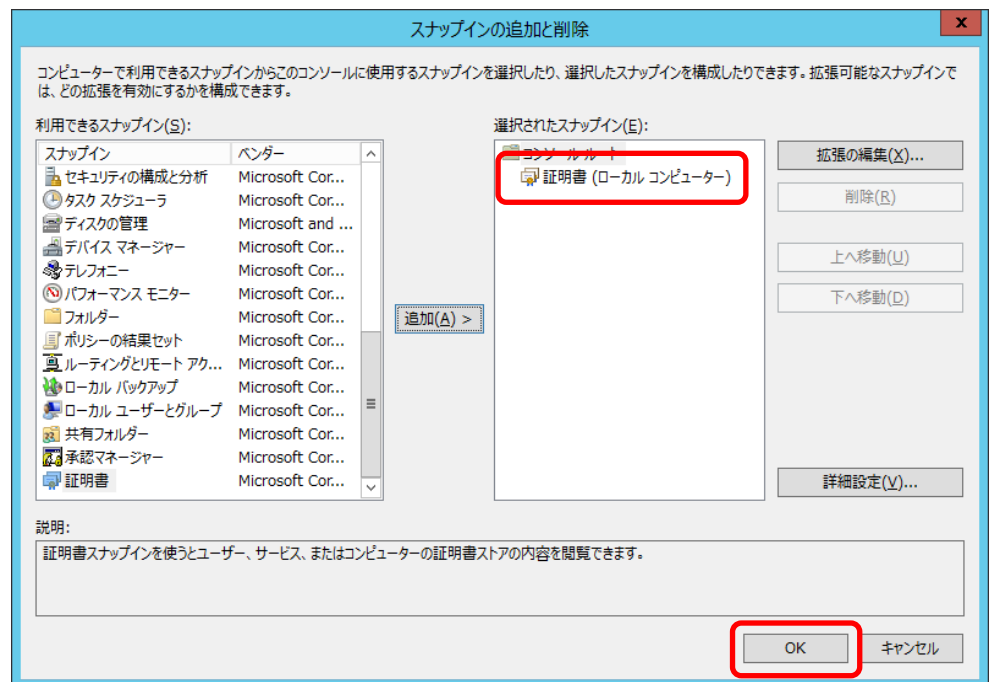 スナップインの追加と削除
x
コンピューターで利用できるスナップインからこのコンソールに使用するスナップインを選択したり、選択したスナップインを構成したりできます。拡張可能なスナップインで
は、どの拡張を有効にするかを構成できます。
利用できるスナップイン(S):
選択されたスナップイン(E):
スナップイン ベンダー
セキュリティの構成と分析 Microsoft Cor...
タスク スケジューラ Microsoft Cor...
ディスクの管理 Microsoft and ...
デバイス マネージャー Microsoft Cor...
テレフォニー Microsoft Cor...
パフォーマンス モニター Microsoft Cor...
フォルダー Microsoft Cor...
ポリシーの結果セット Microsoft Cor...
ルーティングとリモート アク... Microsoft Cor...
ローカル バックアップ Microsoft Cor...
ローカル ユーザーとグループ Microsoft Cor...
共有フォルダー Microsoft Cor...
承認マネージャー Microsoft Cor...
証明書 Microsoft Cor...
追加(A) >
コンソール ルート
証明書 (ローカル コンピューター)
拡張の編集(X)...
削除(R)
上へ移動(U)
下へ移動(D)
詳細設定(V)...
説明:
証明書スナップインを使うとユーザー、サービス、またはコンピューターの証明書ストアの内容を閲覧できます。
OK
キャンセル